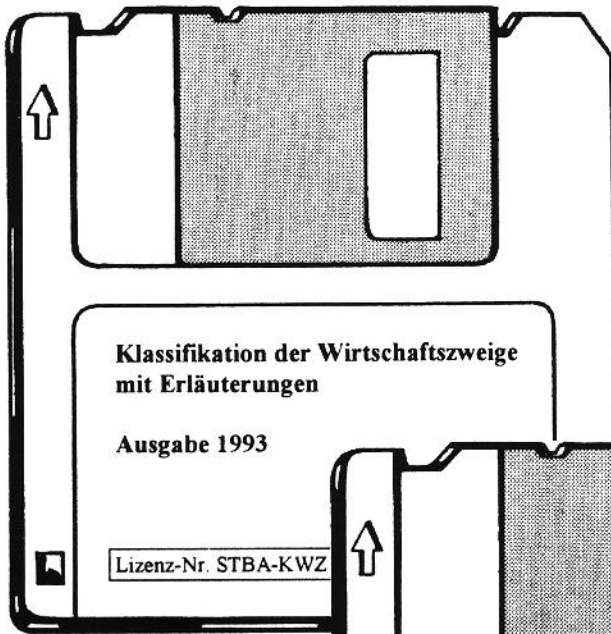 Klassifikation der Wirtschaftszweige
mit Erläuterungen
Ausgabe 1993
Lizenz-Nr. STBA-KWZ